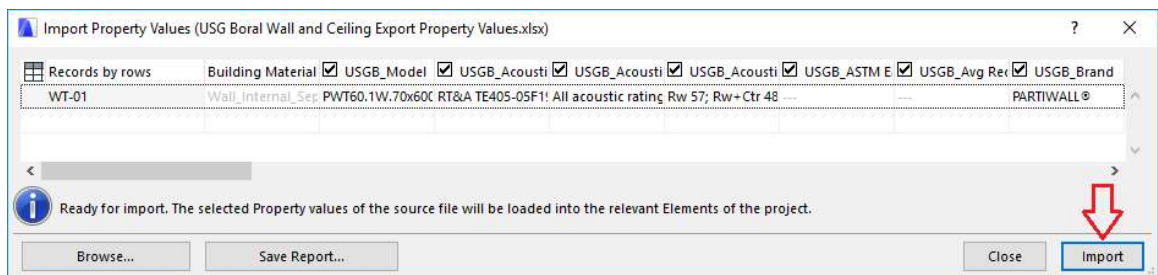 Import Property Values (USG Boral Wall and Ceiling Export Property Values.xlsx) ? ×
Records by rows Building Material USGB_Model USGB_Acousti USGB_Acousti USGB_Acousti USGB_ASTM E USGB_Avg Rec USGB_Brand
WT-01 Wall_Internal_Sep PWT60.1W.70x600 RT&A TE405-05F19 All acoustic rating Rw 57; Rw+Ctr 48 --- --- PARTIWALL®
Ready for import. The selected Property values of the source file will be loaded into the relevant Elements of the project.
Browse... Save Report... Close Import